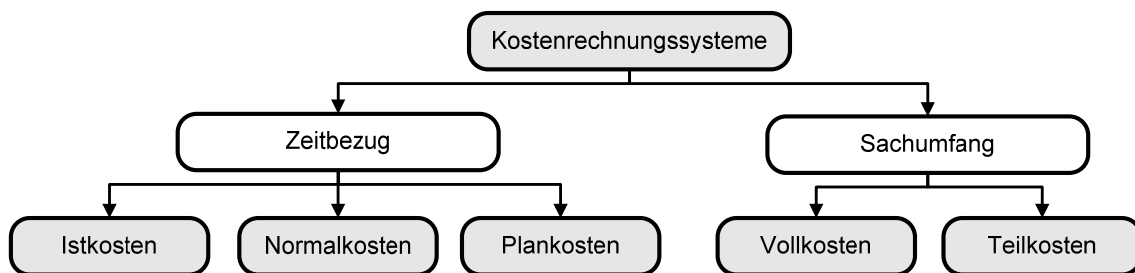 Kostenrechnungssysteme
Zeitbezug
Sachumfang
Istkosten
Normalkosten
Plankosten
Vollkosten
Teilkosten